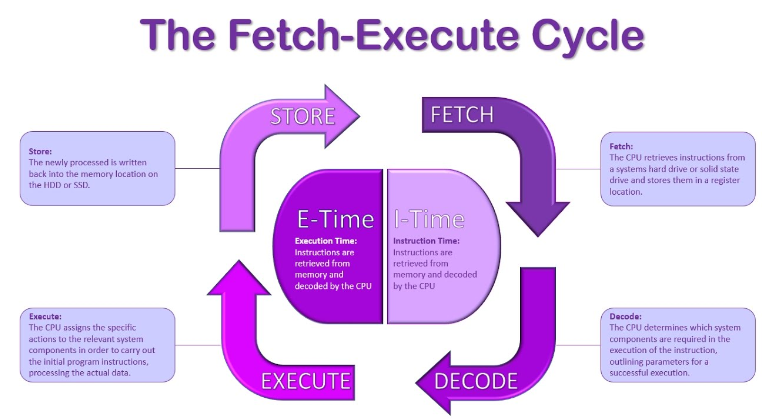 The Fetch-Execute Cycle
STORE
FETCH
Store:
The newly processed is written
back into the memory location on
the HDD or SSD.
Fetch:
The CPU retrieves instructions from
a systems hard drive or solid state
drive and stores them in a register
location.
E-Time
Execution Time:
Instructions are
retrieved from
memory and
decoded by the CPU
I-Time
Instruction Time:
Instructions are
retrieved from
memory and decoded
by the CPU
Execute:
The CPU assigns the specific
actions to the relevant system
components in order to carry out
the initial program instructions,
processing the actual data.
Decode:
The CPU determines which system
components are required in the
execution of the instruction,
outlining parameters for a
successful execution.
EXECUTE
DECODE